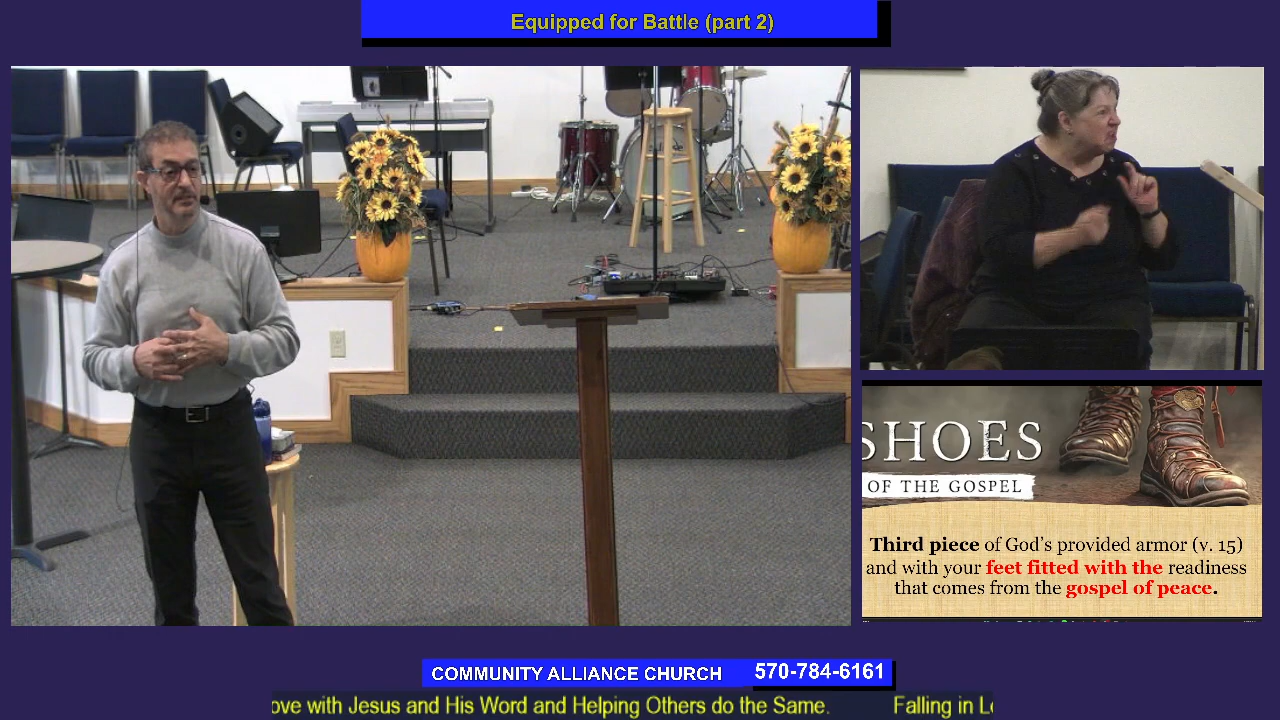 Equipped for Battle (part 2)
SHOES
OF THE GOSPEL
Third piece of God's provided armor (v. 15)
and with your feet fitted with the readiness
that comes from the gospel of peace.
COMMUNITY ALLIANCE CHURCH 570-784-6161
ove with Jesus and His Word and Helping Others do the Same. Falling in Lo